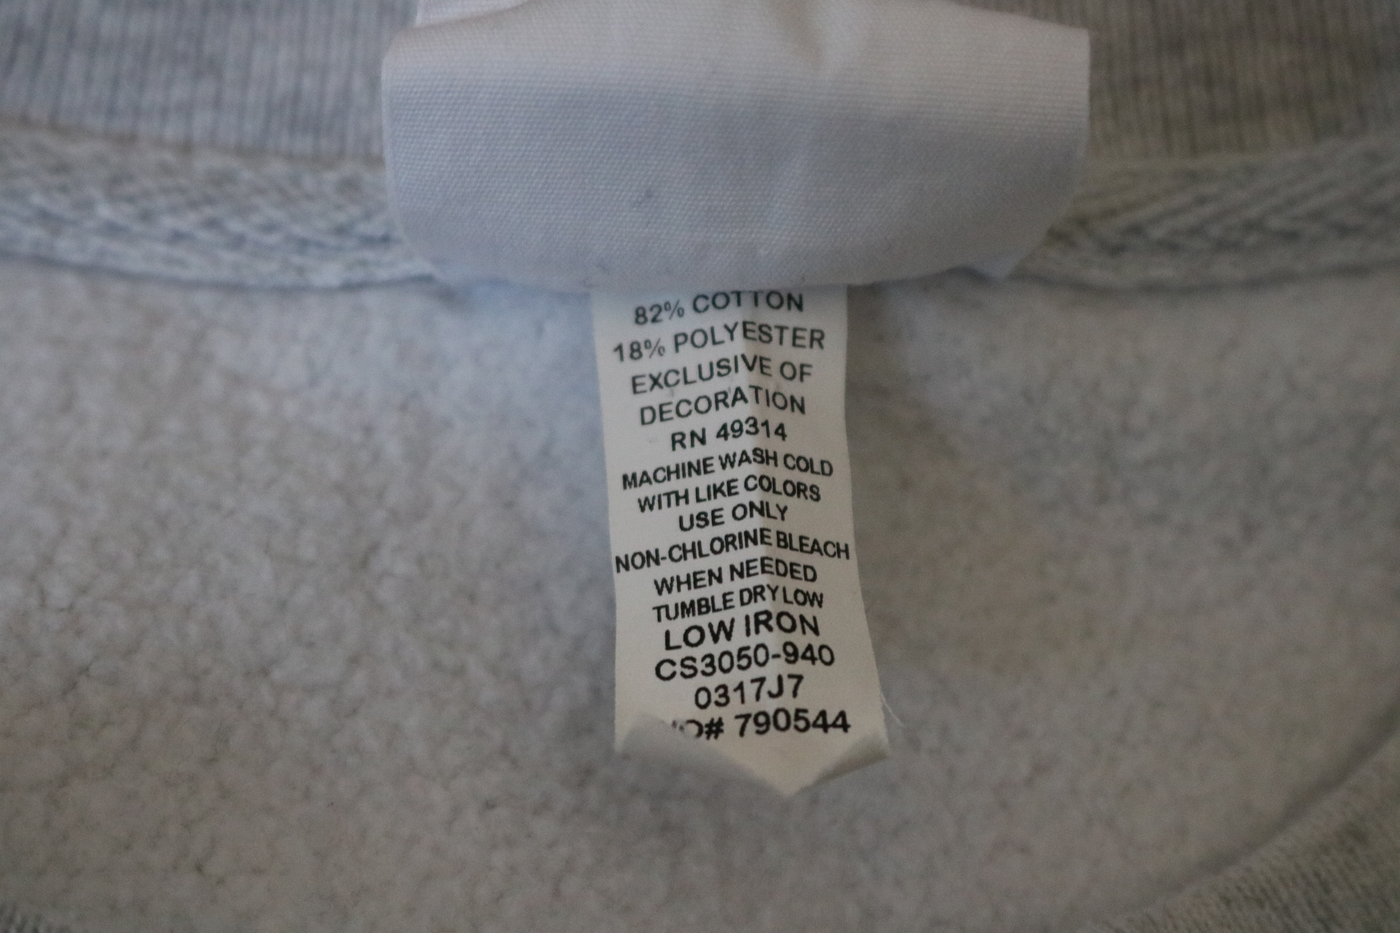 82% COTTON
18% POLYESTER
EXCLUSIVE OF
DECORATION
RN 49314
MACHINE WASH COLD
WITH LIKE COLORS
USE ONLY
NON-CHLORINE BLEACH
WHEN NEEDED
TUMBLE DRY LOW
LOW IRON
CS3050-940
0317J7
790544